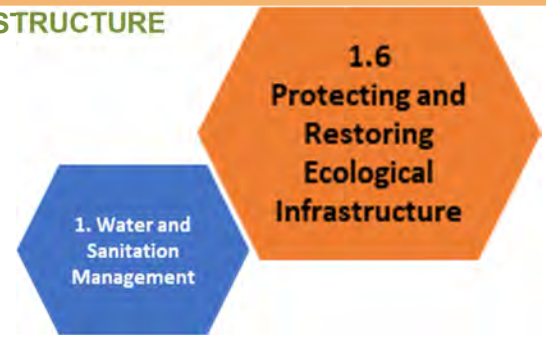 STRUCTURE
1.6
Protecting and
Restoring
Ecological
Infrastructure
1. Water and
Sanitation
Management